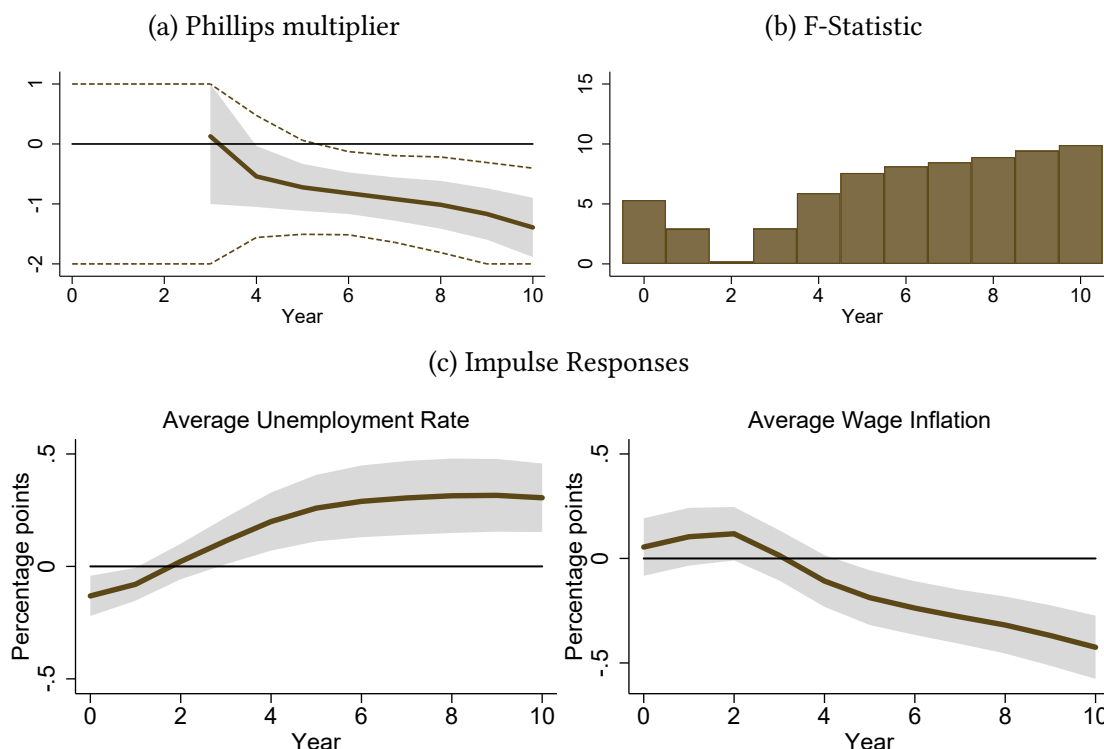 (a) Phillips multiplier
1
0
-1
-2
0 2 4 6 8 10
Year
(b) F-Statistic
15
10
5
0
0 2 4 6 8 10
Year
(c) Impulse Responses
Average Unemployment Rate
Percentage points
.5
0
-.5
0 2 4 6 8 10
Year
Average Wage Inflation
Percentage points
.5
0
-.5
0 2 4 6 8 10
Year